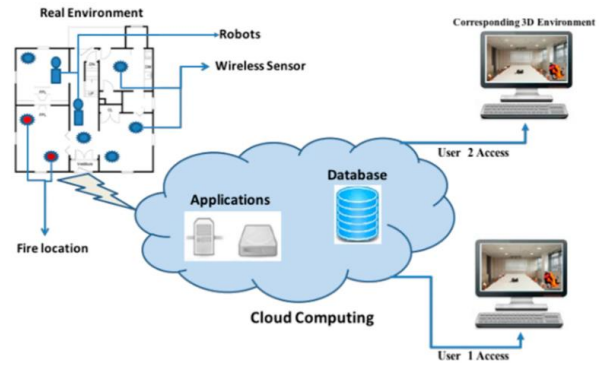 Real Environment
Corresponding 3D Environment
Robots
Wireless Sensor
User 2 Access
Database
Applications
Fire location
Cloud Computing
User 1 Access